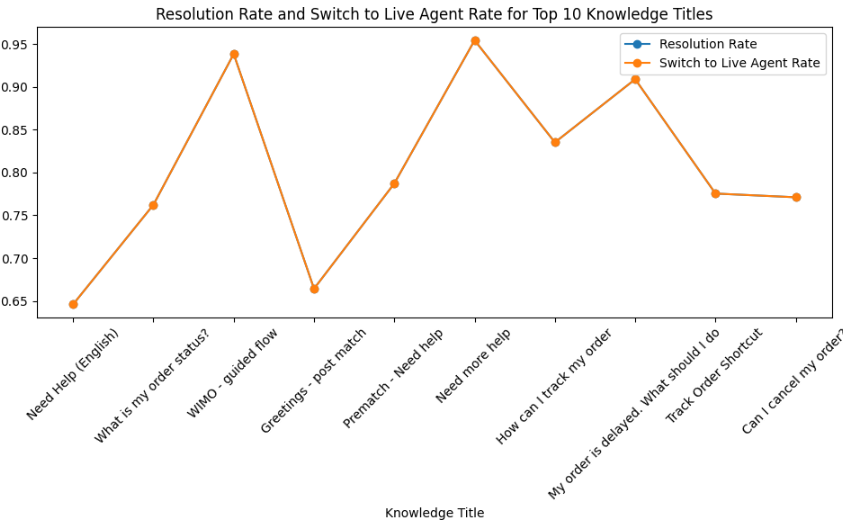 Resolution Rate and Switch to Live Agent Rate for Top 10 Knowledge Titles
Resolution Rate
Switch to Live Agent Rate
0.95
0.90
0.85
0.80
0.75
0.70
0.65
Need Help (English)
What is my order status?
WIMO - guided flow
Greetings - post match
Prematch - Need help
Need more help
How can I track my order
My order is delayed. What should I do
Track Order Shortcut
Can I cancel my order?
Knowledge Title